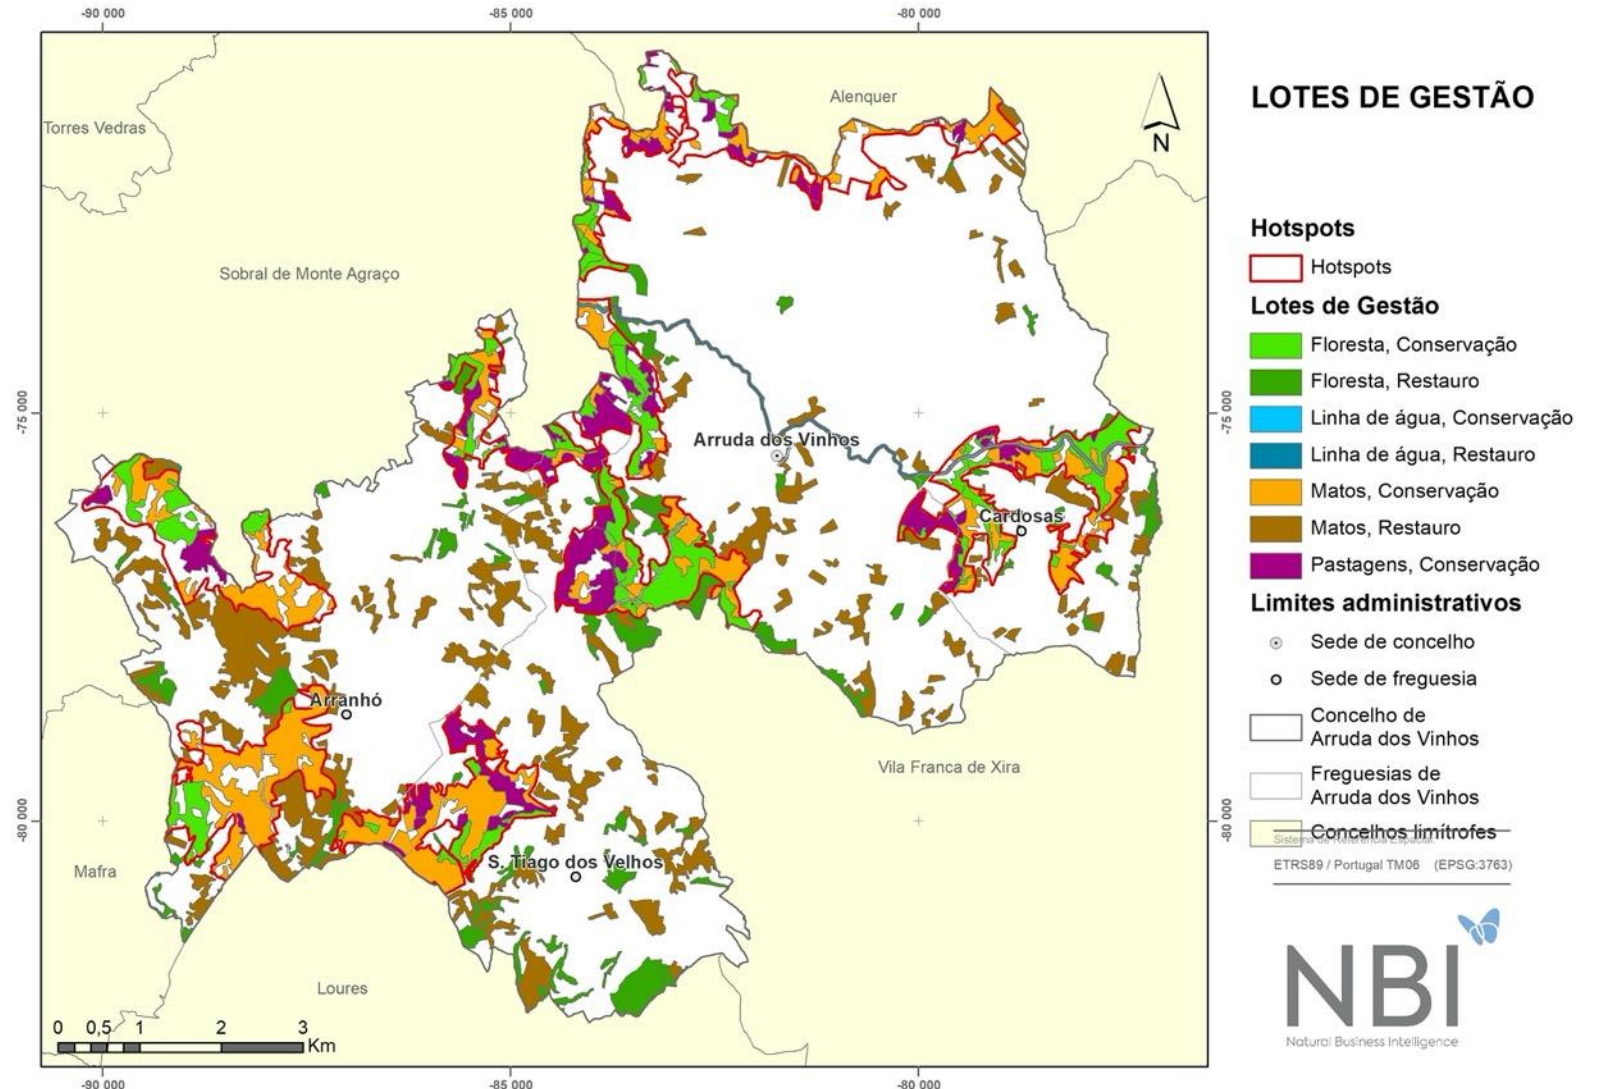 -90 000
-85 000
-80 000
LOTES DE GESTÃO
Alenquer
Torres Vedras
N
Sobral de Monte Agraço
Hotspots
Hotspots
Lotes de Gestão
Floresta, Conservação
Floresta, Restauro
Linha de água, Conservação
Linha de água, Restauro
Matos, Conservação
Matos, Restauro
Pastagens, Conservação
Limites administrativos
Sede de concelho
Sede de freguesia
Concelho de
Arruda dos Vinhos
Freguesias de
Arruda dos Vinhos
Concelhos limítrofes
Sistema de Referência Espacial:
ETRS89 / Portugal TM06 (EPSG:3763)
-75 000
-75 000
Arruda dos Vinhos
Cardosas
Arranhó
Vila Franca de Xira
-80 000
-80 000
S. Tiago dos Velhos
Mafra
Loures
0 0,5 1 2 3
Km
-90 000
-85 000
-80 000
NBI
Natural Business Intelligence